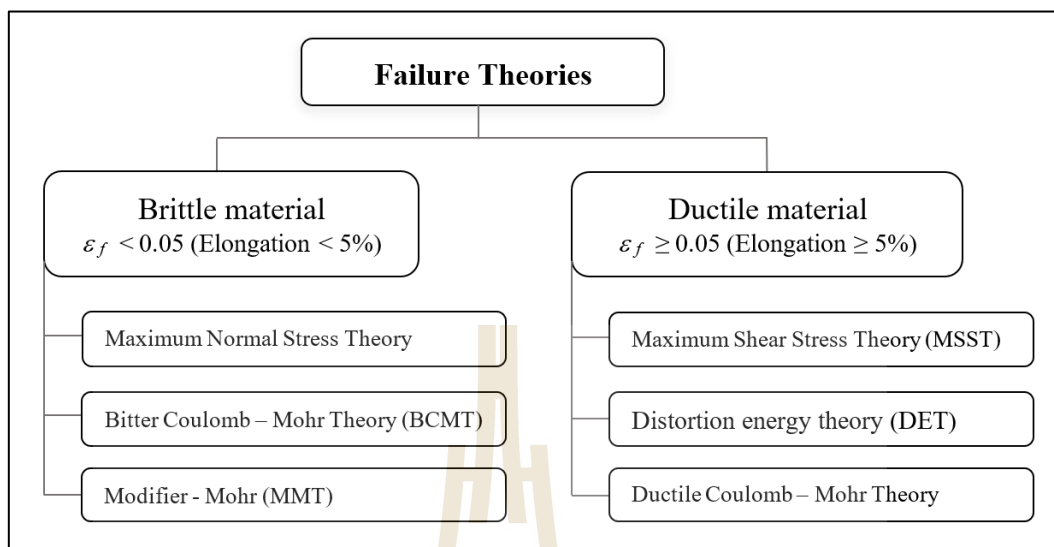 Failure Theories
Brittle material
εf < 0.05 (Elongation < 5%)
Maximum Normal Stress Theory
Bitter Coulomb – Mohr Theory (BCMT)
Modifier - Mohr (MMT)
Ductile material
εf ≥ 0.05 (Elongation ≥ 5%)
Maximum Shear Stress Theory (MSST)
Distortion energy theory (DET)
Ductile Coulomb – Mohr Theory